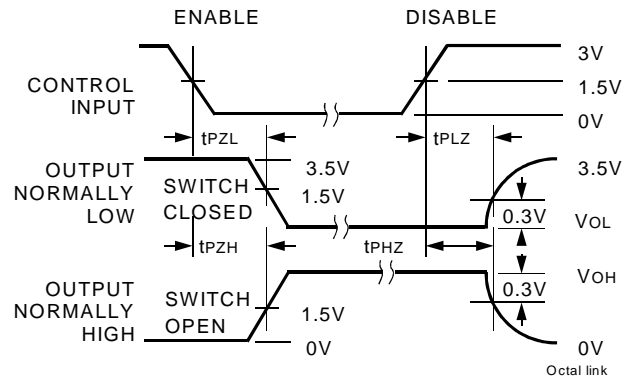 ENABLE DISABLE
3V
CONTROL
INPUT
1.5V
0V
tPZL tPLZ
OUTPUT
NORMALLY
LOW
SWITCH
CLOSED
3.5V
1.5V
3.5V
0.3V
VOL
tPZH tPHZ
OUTPUT
NORMALLY
HIGH
SWITCH
OPEN
1.5V
0V
VOH
0.3V
0V
Octal link